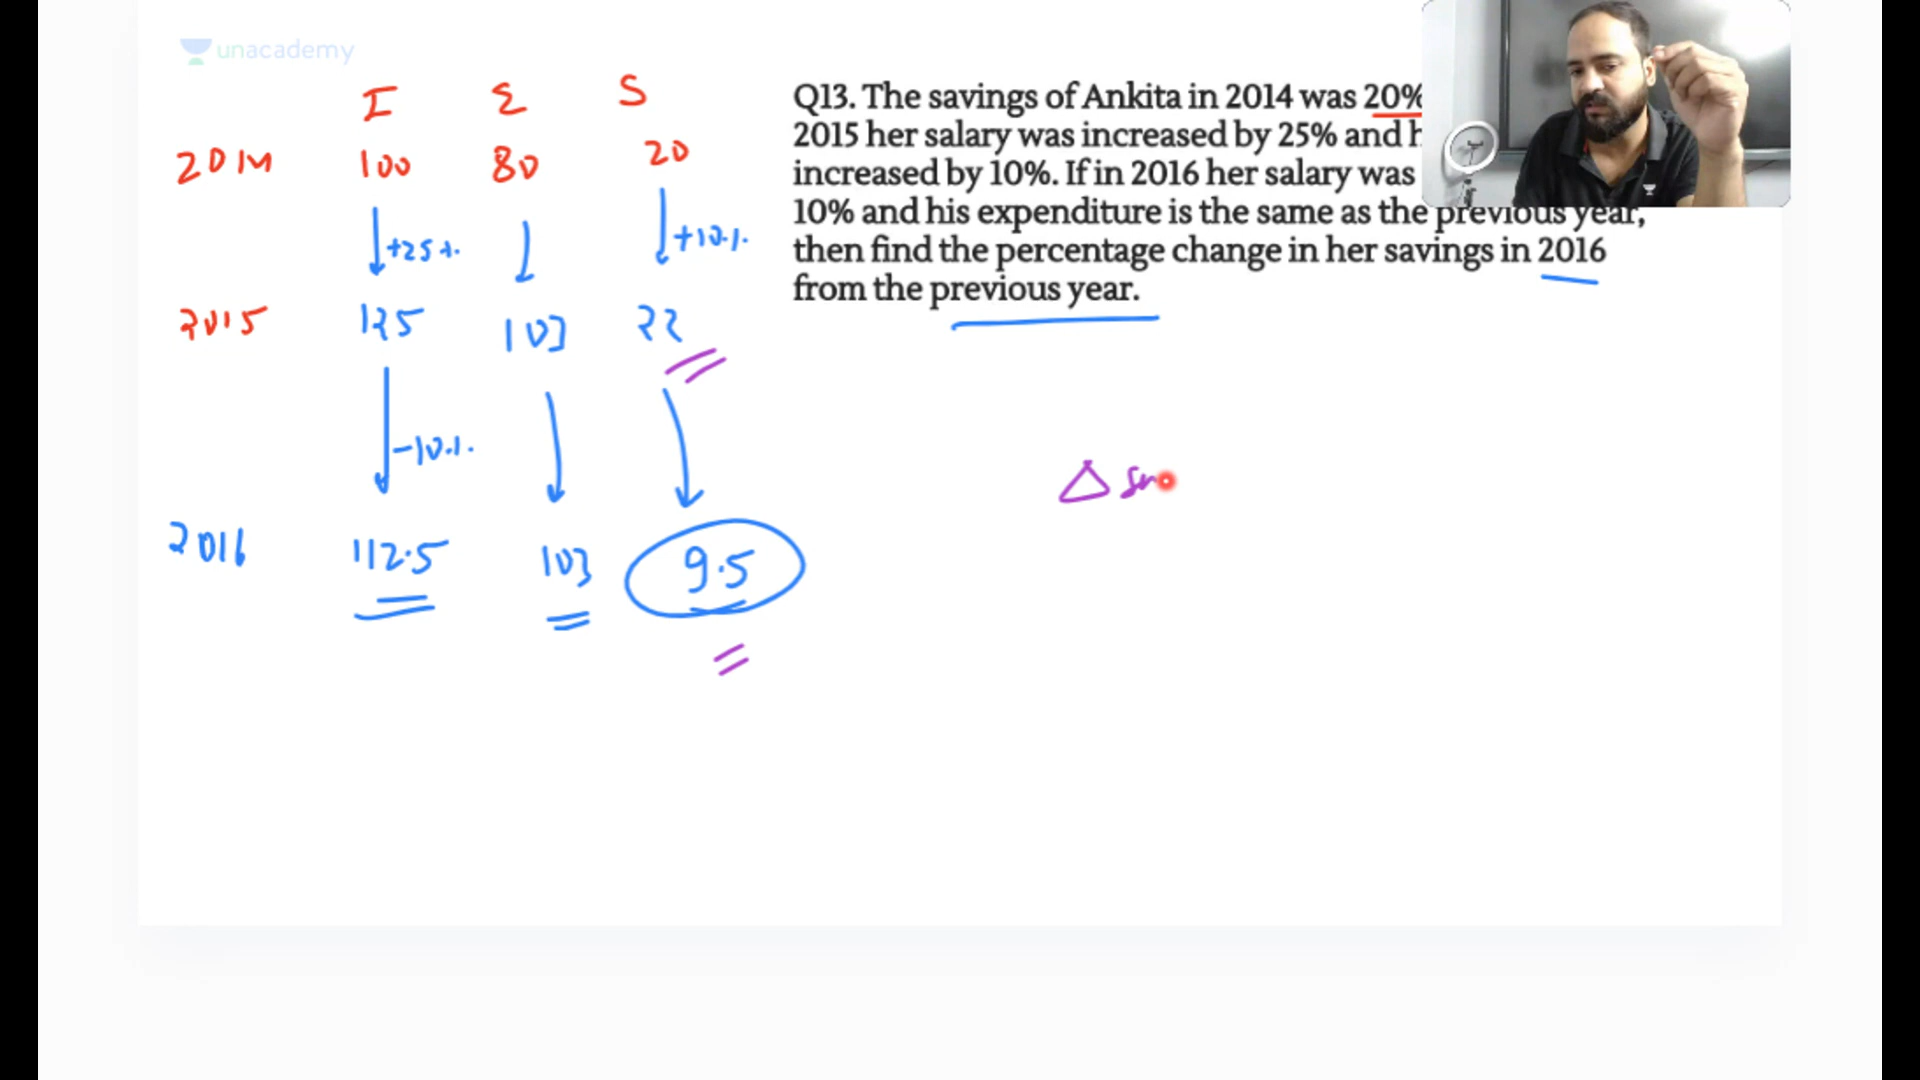 unacademy
I E S
2014 100 80 20
+25% +10%
2015 125 103 22
-10%
2016 112.5 103 9.5
Q13. The savings of Ankita in 2014 was 20%
2015 her salary was increased by 25% and h
increased by 10%. If in 2016 her salary was
10% and his expenditure is the same as the previous year,
then find the percentage change in her savings in 2016
from the previous year.
Δ